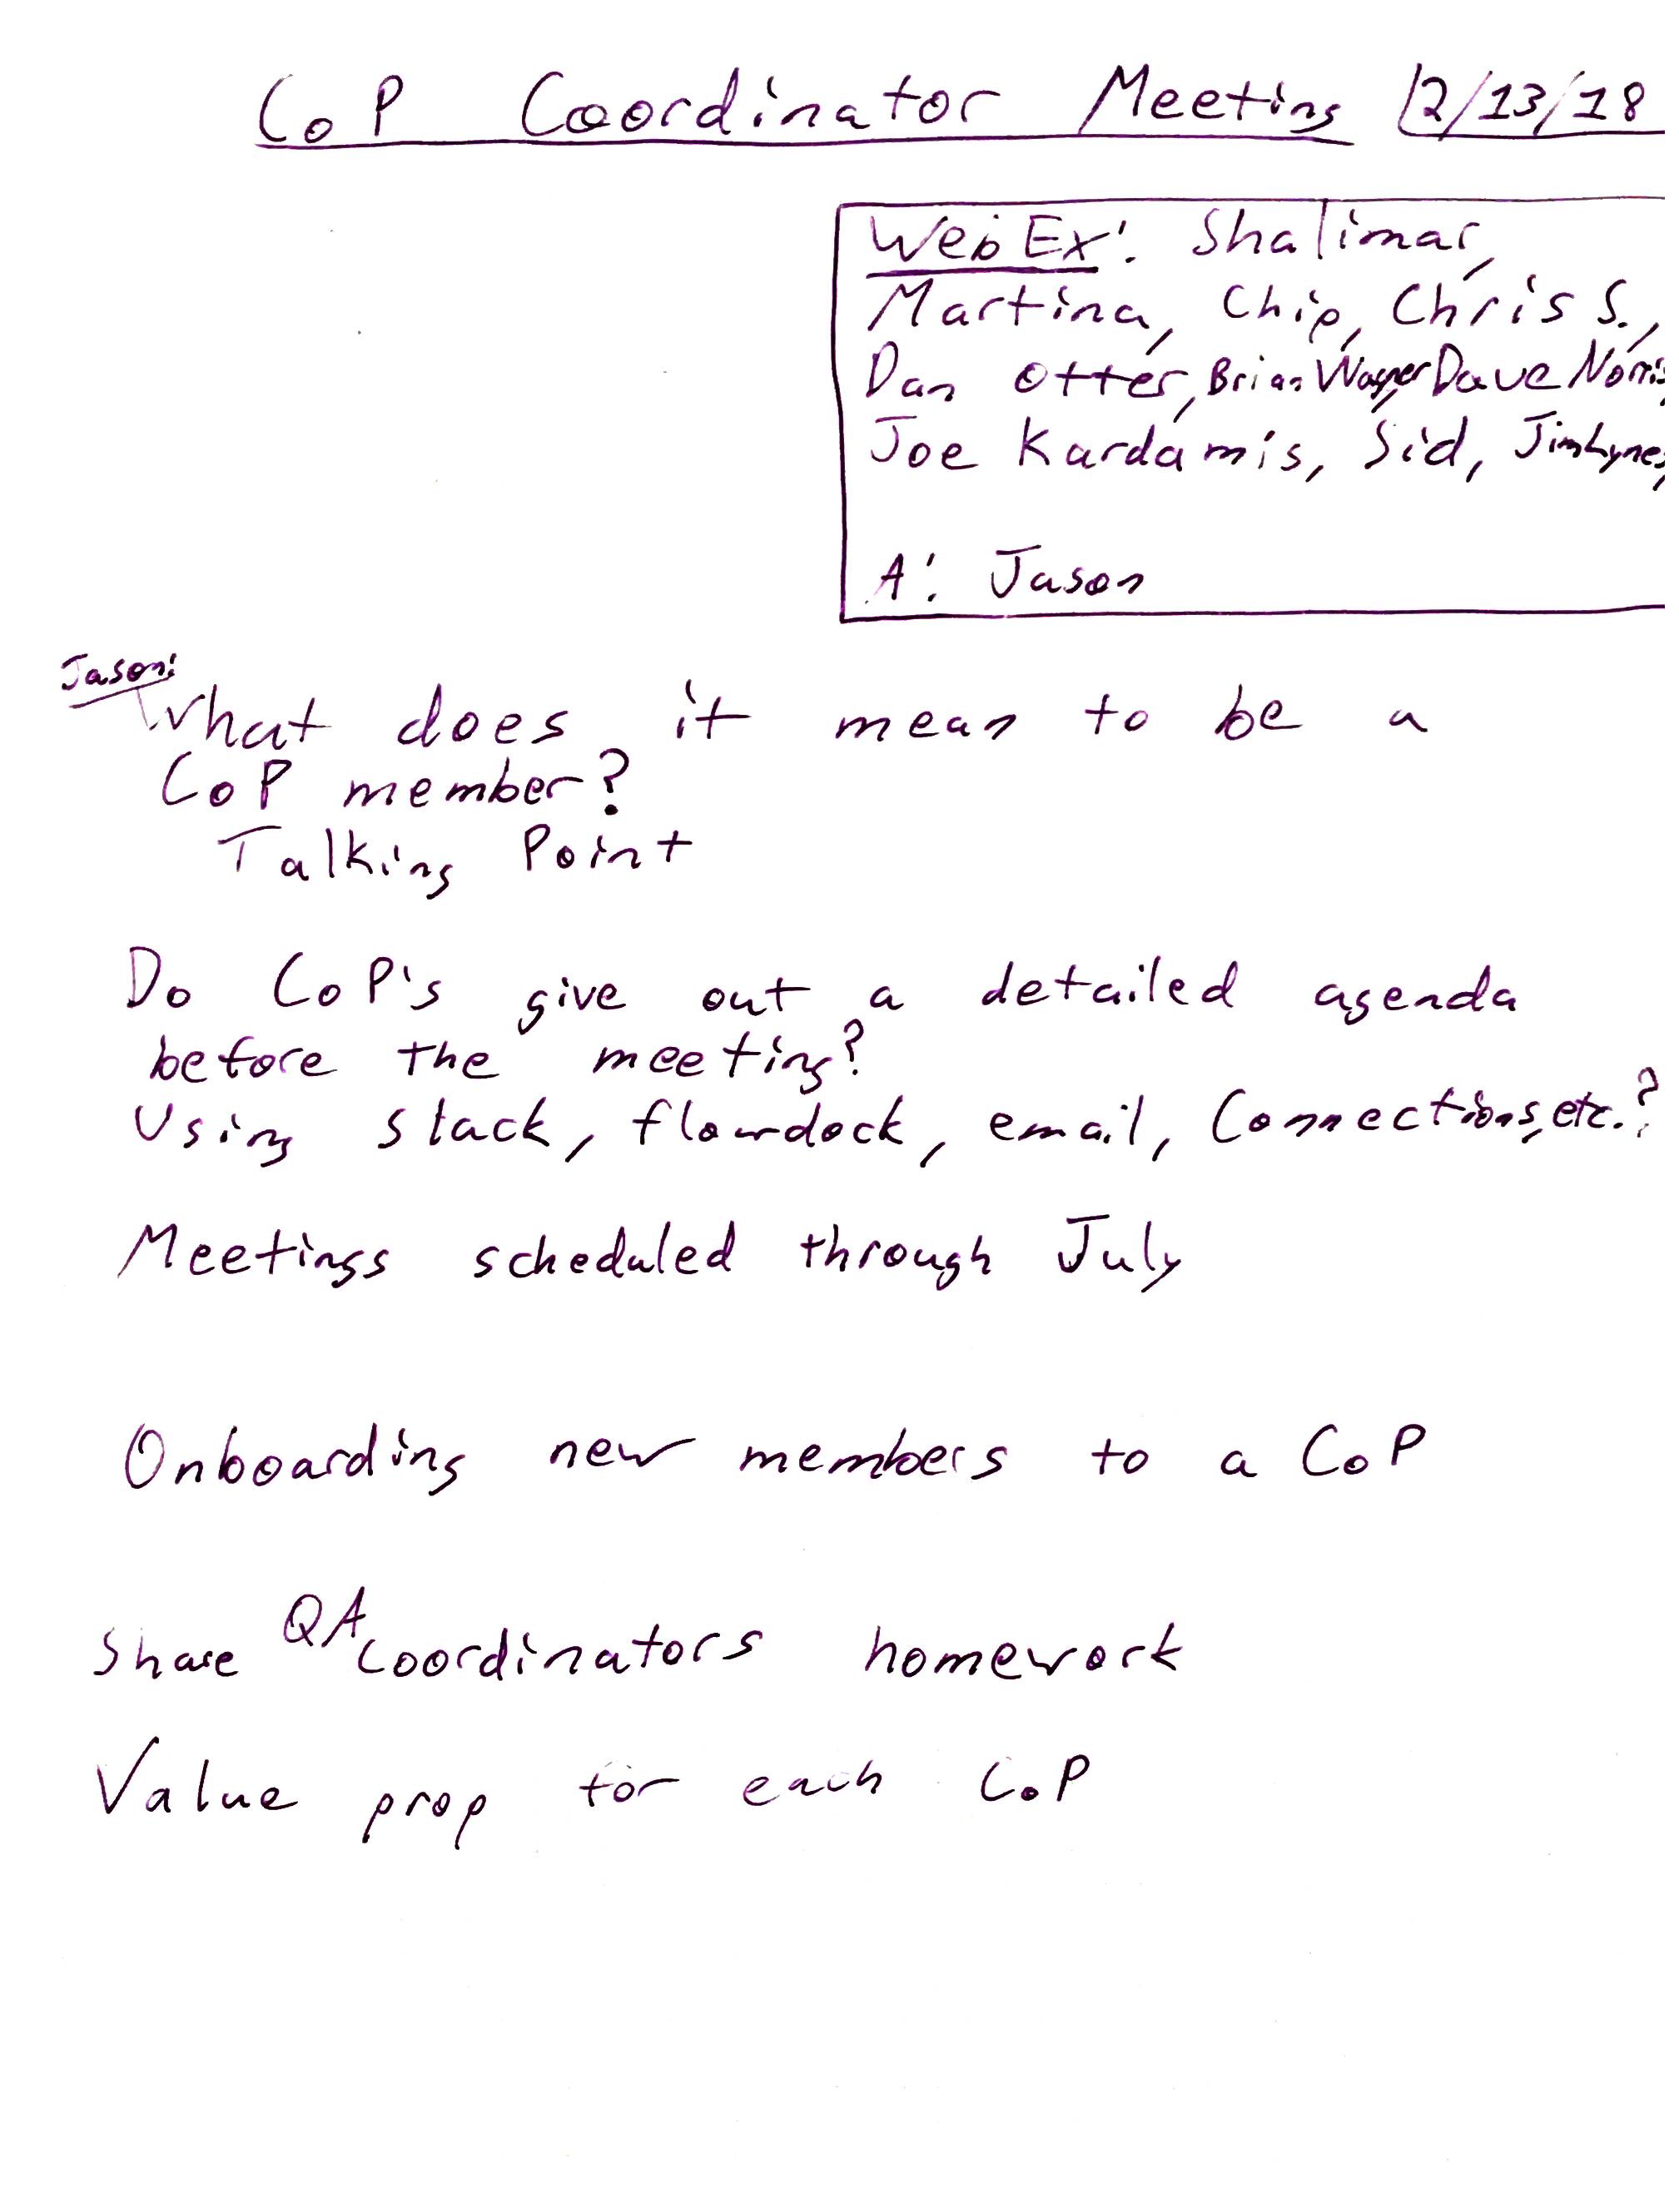 CoP Coordinator Meeting 12/13/18
WebEx: Shalimar,
Martina, Chip, Chris S.,
Dan Otter, Brian Wagner, Dave Norris,
Joe Kardamis, Sid, Jim Lynes,
A: Jason
Jason:
What does it mean to be a
CoP member?
Talking Point
Do CoP's give out a detailed agenda
before the meeting?
Using slack, flowdock, email, Connections, etc.?
Meetings scheduled through July
Onboarding new members to a CoP
Share QA Coordinators homework
Value prop for each CoP